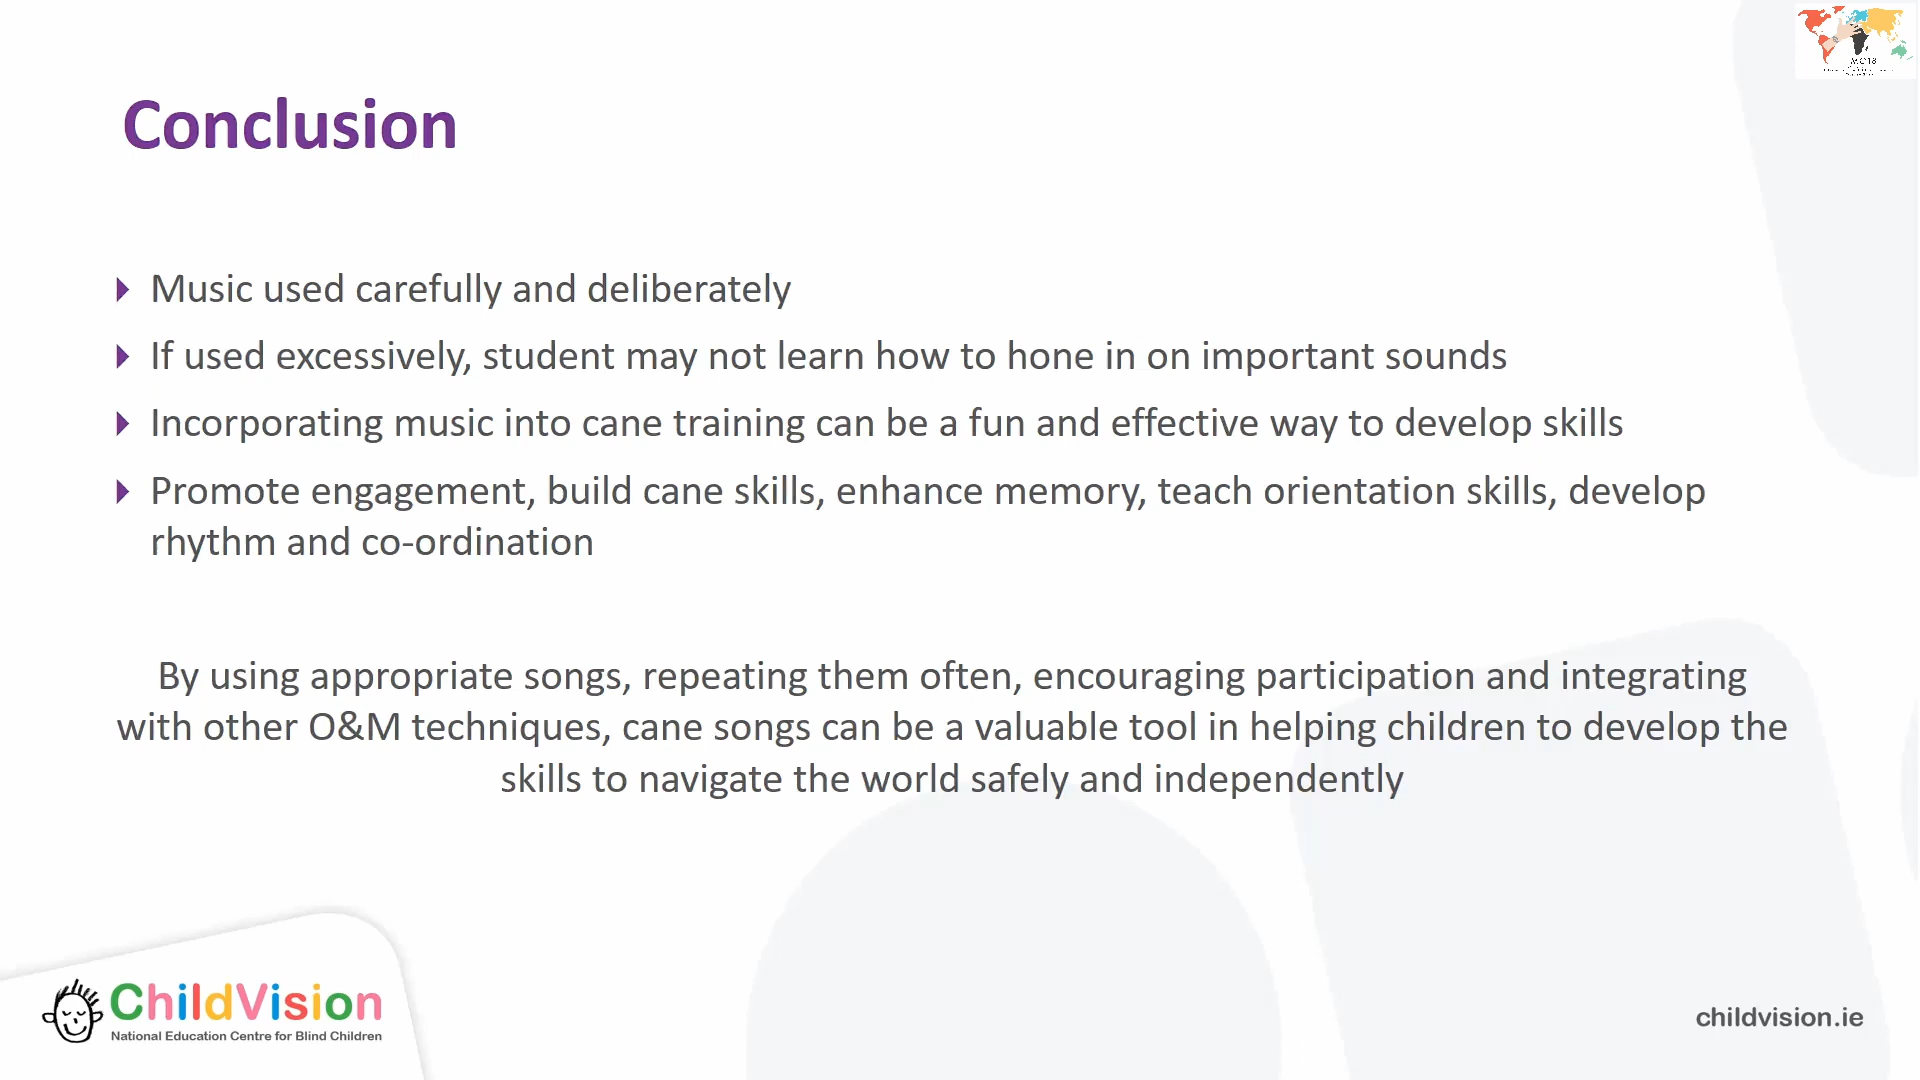 IMC18
Conclusion
Music used carefully and deliberately
If used excessively, student may not learn how to hone in on important sounds
Incorporating music into cane training can be a fun and effective way to develop skills
Promote engagement, build cane skills, enhance memory, teach orientation skills, develop
rhythm and co-ordination
By using appropriate songs, repeating them often, encouraging participation and integrating
with other O&M techniques, cane songs can be a valuable tool in helping children to develop the
skills to navigate the world safely and independently
ChildVision
National Education Centre for Blind Children
childvision.ie